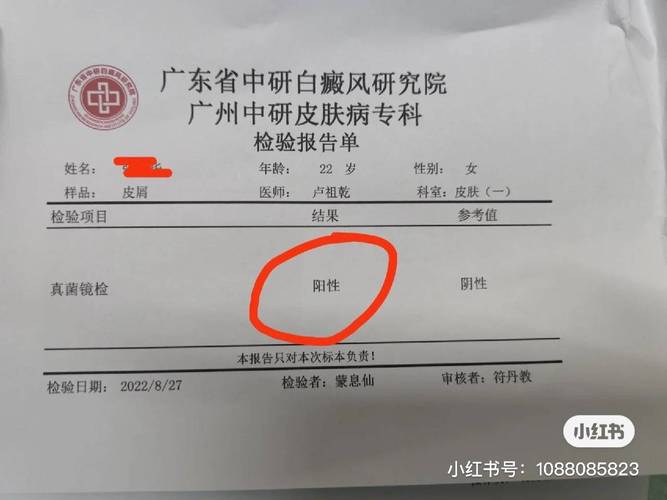 广东省中研白癜风研究院
广州中研皮肤病专科
检验报告单
姓名： 年龄： 22 岁 性别： 女
样品： 皮屑 医师： 卢祖乾 科室：皮肤（一）
检验项目 结果 参考值
真菌镜检 阳性 阴性
本报告只对本次标本负责！
检验日期： 2022/8/27 检验者：蒙息仙 审核者：符丹教
小红书
小红书号：1088085823